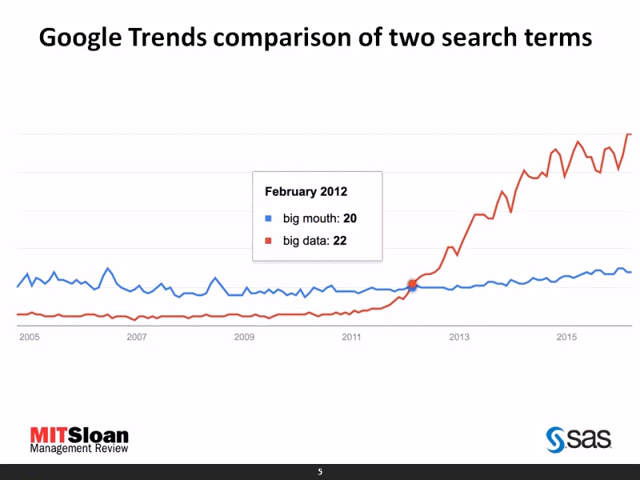 Google Trends comparison of two search terms
February 2012
big mouth: 20
big data: 22
2005 2007 2009 2011 2013 2015
MITSloan
Management Review
sas
5